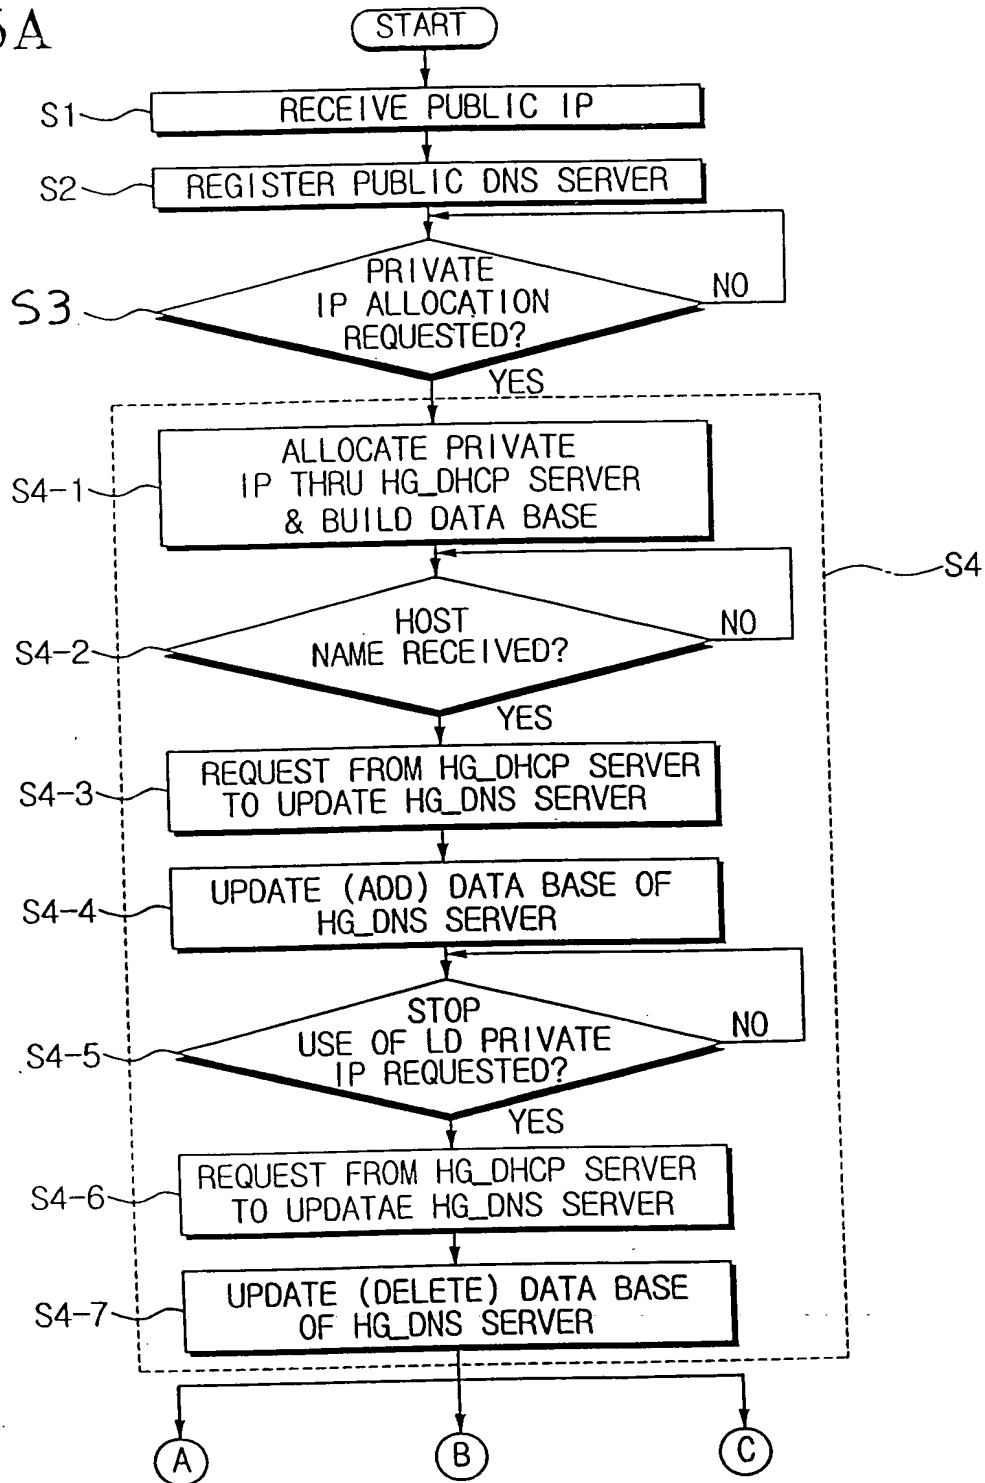 5A
START
S1
RECEIVE PUBLIC IP
S2
REGISTER PUBLIC DNS SERVER
S3
PRIVATE
IP ALLOCATION
REQUESTED?
NO
YES
S4
S4-1
ALLOCATE PRIVATE
IP THRU HG_DHCP SERVER
& BUILD DATA BASE
S4-2
HOST
NAME RECEIVED?
NO
YES
S4-3
REQUEST FROM HG_DHCP SERVER
TO UPDATE HG_DNS SERVER
S4-4
UPDATE (ADD) DATA BASE OF
HG_DNS SERVER
S4-5
STOP
USE OF LD PRIVATE
IP REQUESTED?
NO
YES
S4-6
REQUEST FROM HG_DHCP SERVER
TO UPDATAE HG_DNS SERVER
S4-7
UPDATE (DELETE) DATA BASE
OF HG_DNS SERVER
A
B
C